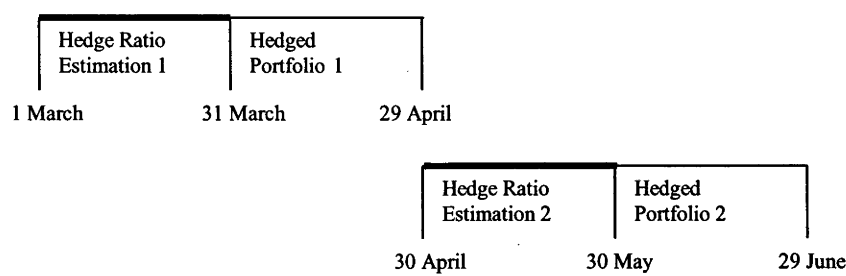 Hedge Ratio
Estimation 1
Hedged
Portfolio 1
1 March
31 March
29 April
Hedge Ratio
Estimation 2
Hedged
Portfolio 2
30 April
30 May
29 June